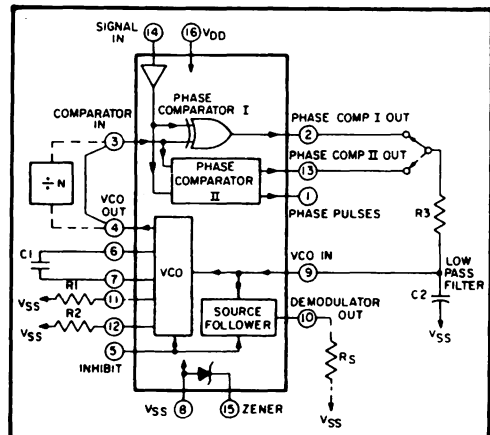 SIGNAL IN
14
16
VDD
PHASE COMPARATOR I
COMPARATOR IN
3
PHASE COMP I OUT
2
÷ N
PHASE COMPARATOR II
PHASE COMP II OUT
13
1
PHASE PULSES
VCO OUT
4
R3
6
C1
7
VCO
VCO IN
9
LOW PASS FILTER
R1
VSS
11
R2
VSS
12
SOURCE FOLLOWER
DEMODULATOR OUT
10
C2
VSS
5
INHIBIT
RS
VSS
8
15
ZENER
VSS